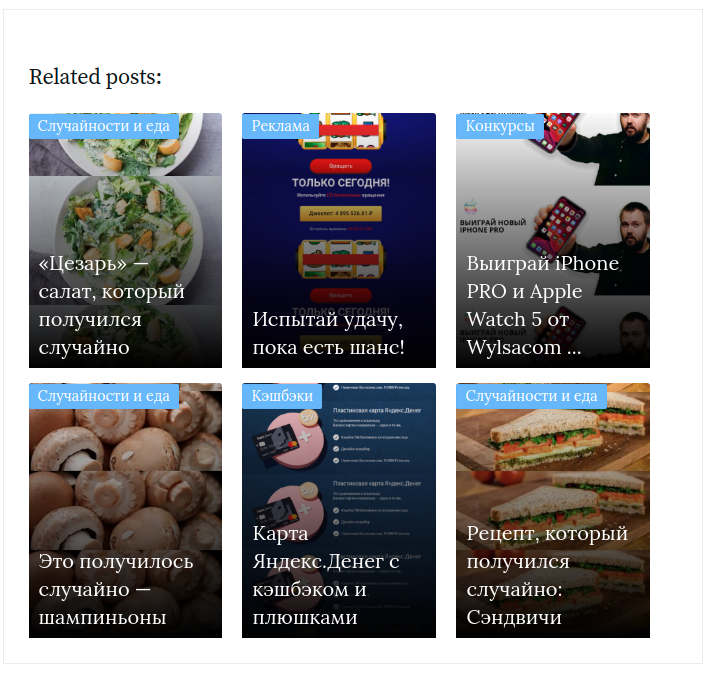 Related posts:
Случайности и еда
«Цезарь» —
салат, который
получился
случайно
Реклама
Вращать
ТОЛЬКО СЕГОДНЯ!
Джекпот: 4 895 526.81 ₽
Вращать
ТОЛЬКО СЕГОДНЯ!
Испытай удачу,
пока есть шанс!
Конкурсы
ВЫИГРАЙ НОВЫЙ
IPHONE PRO
Выиграй iPhone
PRO и Apple
Watch 5 от
Wylsacom ...
Случайности и еда
Это получилось
случайно —
шампиньоны
Кэшбэки
Пластиковая карта Яндекс.Денег
Пластиковая карта Яндекс.Денег
Карта
Яндекс.Денег с
кэшбэком и
плюшками
Случайности и еда
Рецепт, который
получился
случайно:
Сэндвичи